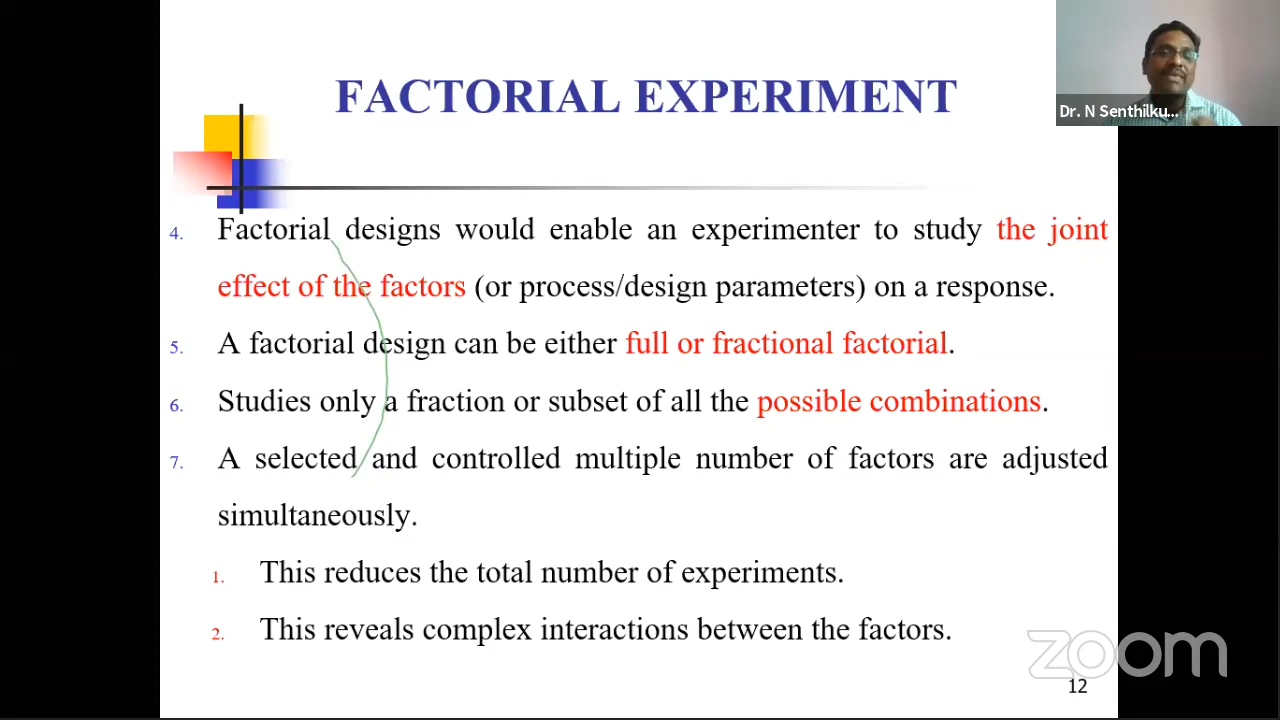 FACTORIAL EXPERIMENT
Dr. N Senthilku...
4. Factorial designs would enable an experimenter to study the joint
effect of the factors (or process/design parameters) on a response.
5. A factorial design can be either full or fractional factorial.
6. Studies only a fraction or subset of all the possible combinations.
7. A selected and controlled multiple number of factors are adjusted
simultaneously.
1. This reduces the total number of experiments.
2. This reveals complex interactions between the factors.
zoom
12